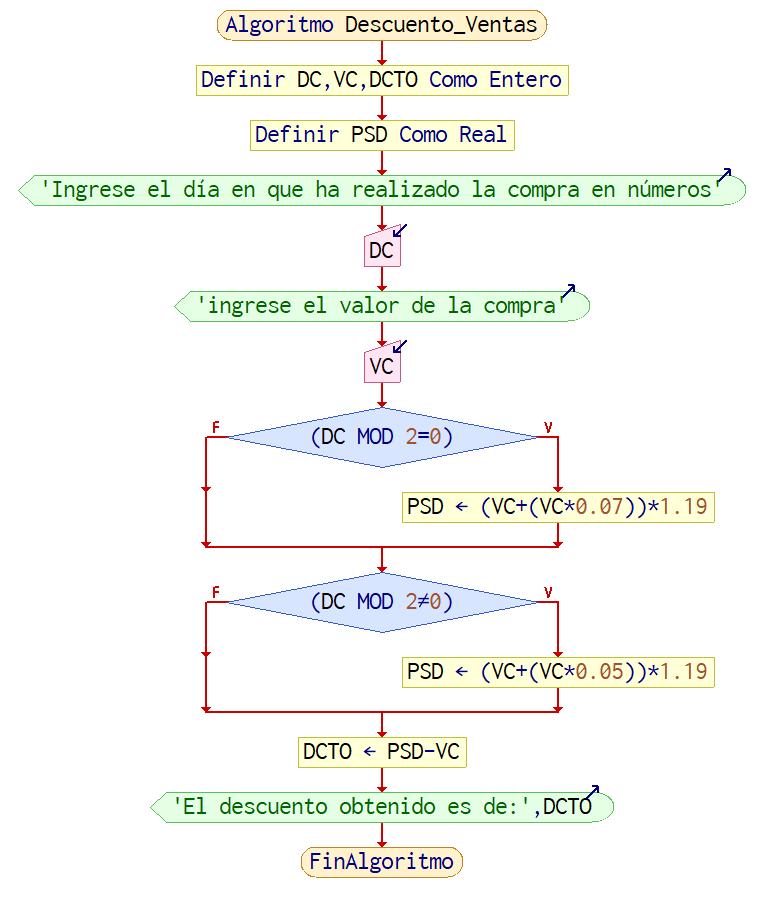 Algoritmo Descuento_Ventas
Definir DC,VC,DCTO Como Entero
Definir PSD Como Real
'Ingrese el día en que ha realizado la compra en números'
DC
'ingrese el valor de la compra'
VC
F
(DC MOD 2=0)
V
PSD ← (VC+(VC*0.07))*1.19
F
(DC MOD 2≠0)
V
PSD ← (VC+(VC*0.05))*1.19
DCTO ← PSD-VC
'El descuento obtenido es de:',DCTO
FinAlgoritmo